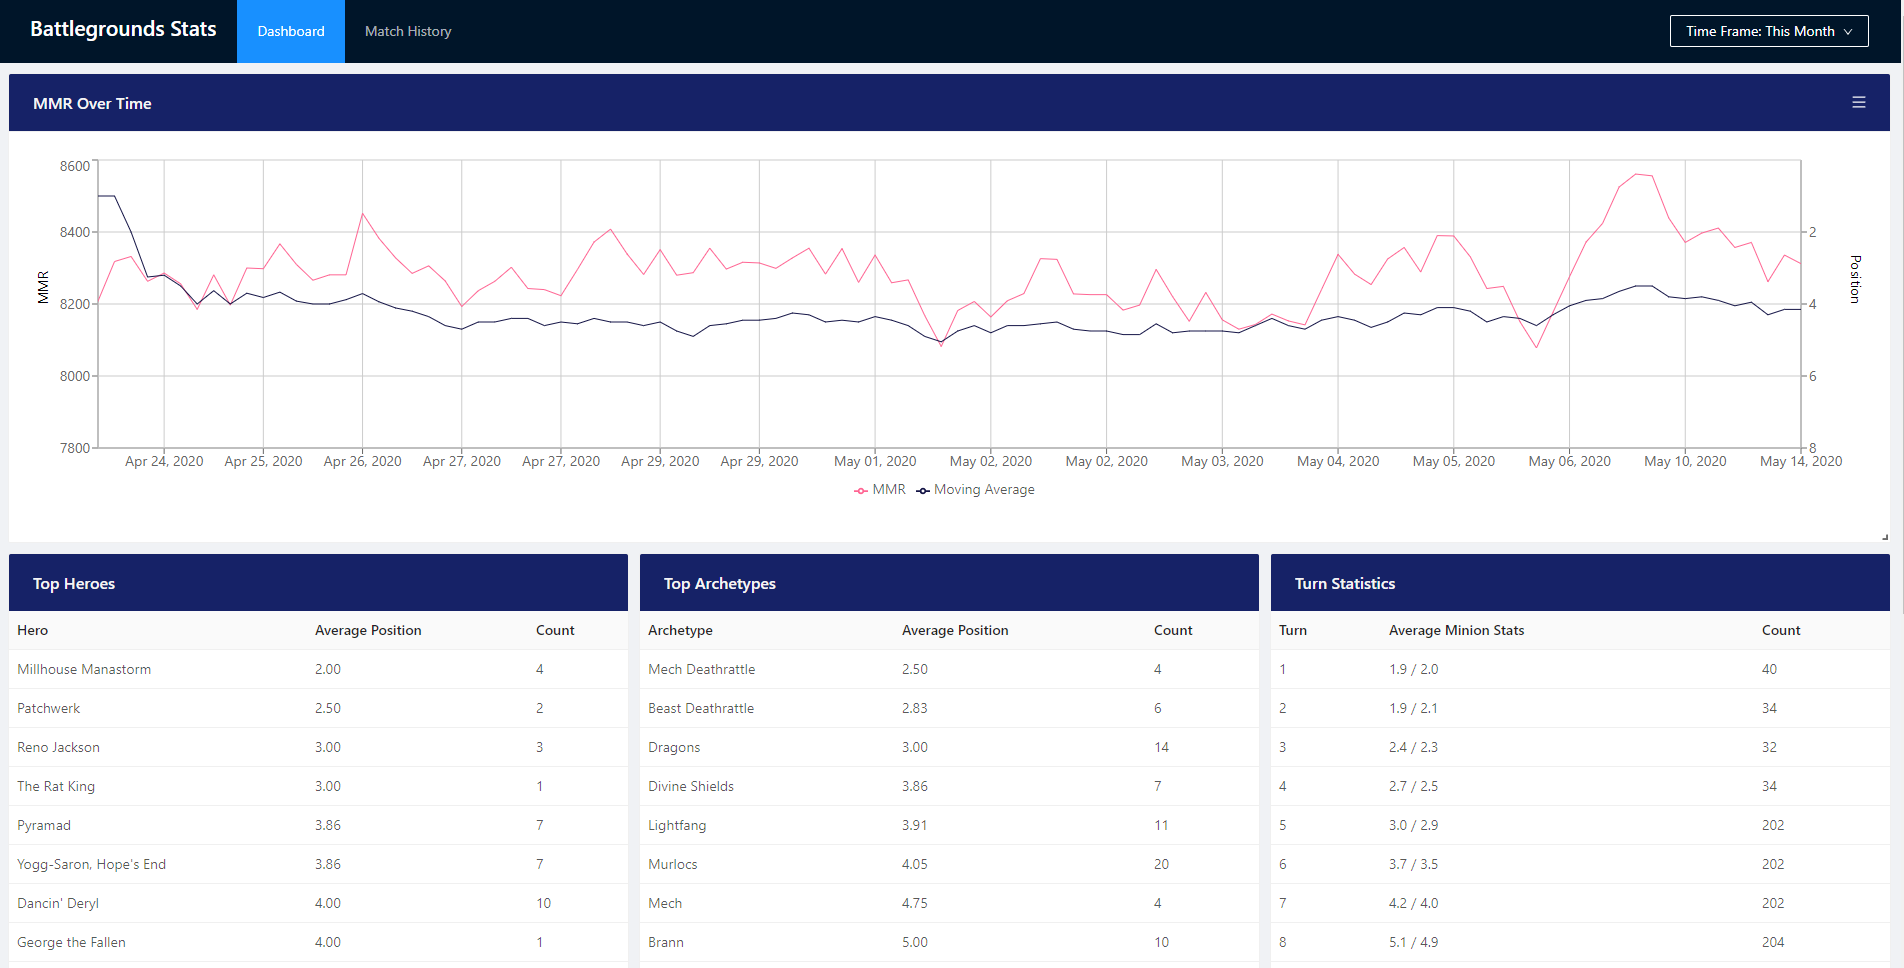 Battlegrounds Stats
Dashboard
Match History
Time Frame: This Month
MMR Over Time
8600
8400
8200
8000
7800
MMR
2
4
6
8
Position
Apr 24, 2020
Apr 25, 2020
Apr 26, 2020
Apr 27, 2020
Apr 27, 2020
Apr 29, 2020
Apr 29, 2020
May 01, 2020
May 02, 2020
May 02, 2020
May 03, 2020
May 04, 2020
May 05, 2020
May 06, 2020
May 10, 2020
May 14, 2020
MMR
Moving Average
Top Heroes
Hero Average Position Count
Millhouse Manastorm 2.00 4
Patchwerk 2.50 2
Reno Jackson 3.00 3
The Rat King 3.00 1
Pyramad 3.86 7
Yogg-Saron, Hope's End 3.86 7
Dancin' Deryl 4.00 10
George the Fallen 4.00 1
Top Archetypes
Archetype Average Position Count
Mech Deathrattle 2.50 4
Beast Deathrattle 2.83 6
Dragons 3.00 14
Divine Shields 3.86 7
Lightfang 3.91 11
Murlocs 4.05 20
Mech 4.75 4
Brann 5.00 10
Turn Statistics
Turn Average Minion Stats Count
1 1.9 / 2.0 40
2 1.9 / 2.1 34
3 2.4 / 2.3 32
4 2.7 / 2.5 34
5 3.0 / 2.9 202
6 3.7 / 3.5 202
7 4.2 / 4.0 202
8 5.1 / 4.9 204